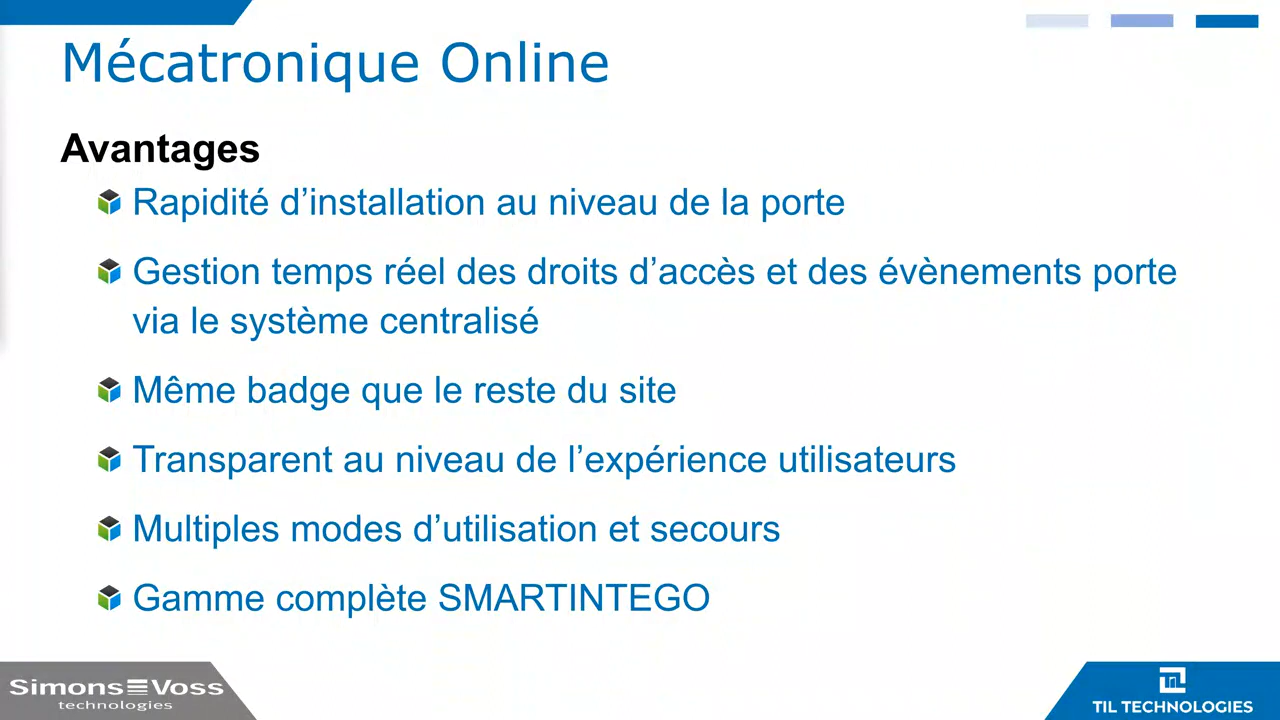 Mécatronique Online
Avantages
Rapidité d’installation au niveau de la porte
Gestion temps réel des droits d’accès et des évènements porte
via le système centralisé
Même badge que le reste du site
Transparent au niveau de l’expérience utilisateurs
Multiples modes d’utilisation et secours
Gamme complète SMARTINTEGO
Simons Voss
technologies
TIL TECHNOLOGIES